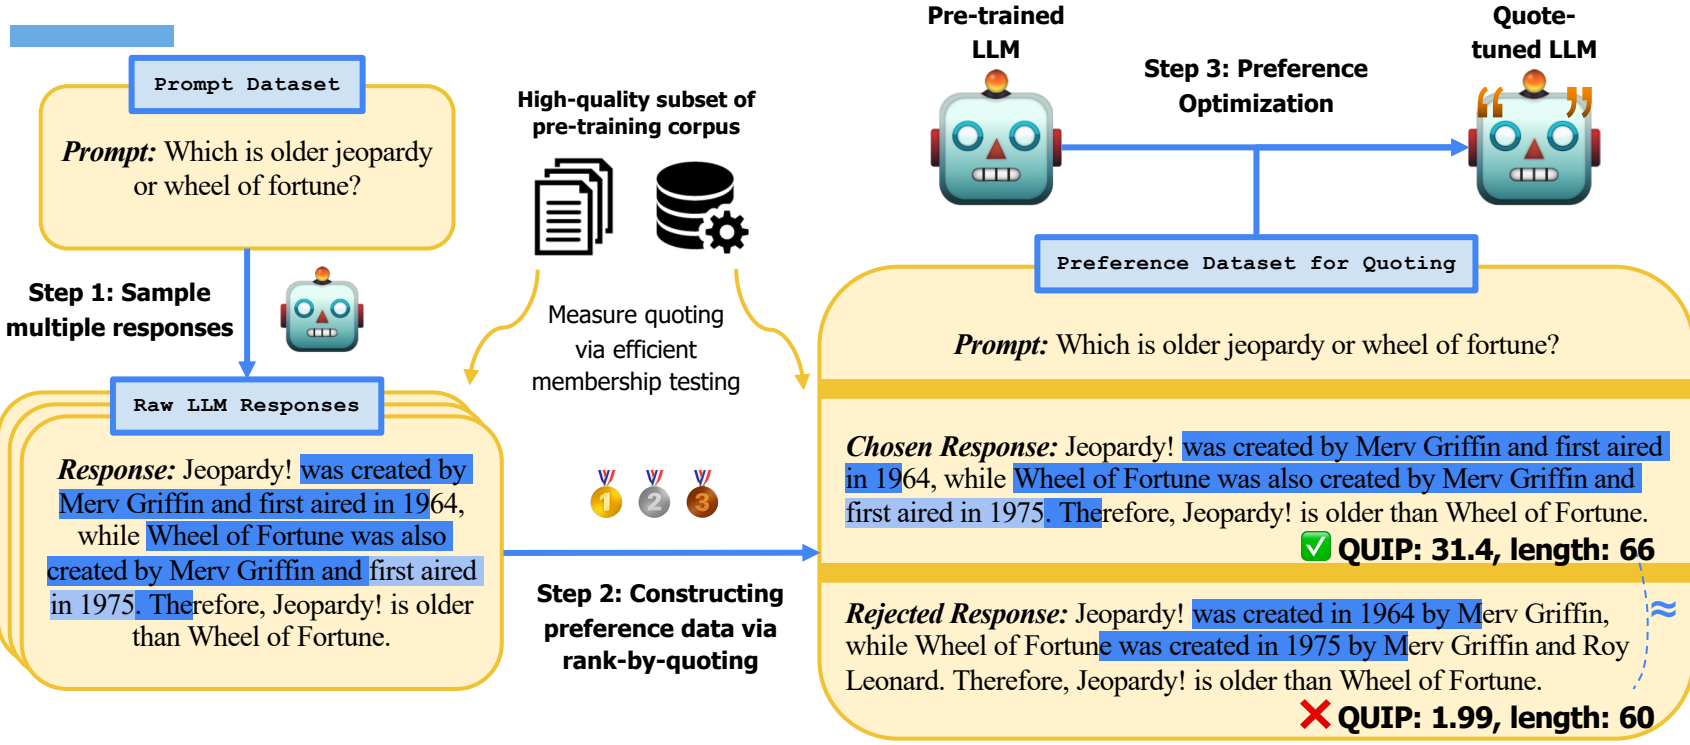 Prompt Dataset
Prompt: Which is older jeopardy
or wheel of fortune?
Step 1: Sample
multiple responses
Raw LLM Responses
Response: Jeopardy! was created by
Merv Griffin and first aired in 1964,
while Wheel of Fortune was also
created by Merv Griffin and first aired
in 1975. Therefore, Jeopardy! is older
than Wheel of Fortune.
High-quality subset of
pre-training corpus
Measure quoting
via efficient
membership testing
1 2 3
Step 2: Constructing
preference data via
rank-by-quoting
Pre-trained
LLM
Step 3: Preference
Optimization
Quote-
tuned LLM
“ ”
Preference Dataset for Quoting
Prompt: Which is older jeopardy or wheel of fortune?
Chosen Response: Jeopardy! was created by Merv Griffin and first aired
in 1964, while Wheel of Fortune was also created by Merv Griffin and
first aired in 1975. Therefore, Jeopardy! is older than Wheel of Fortune.
✅ QUIP: 31.4, length: 66
≈
Rejected Response: Jeopardy! was created in 1964 by Merv Griffin,
while Wheel of Fortune was created in 1975 by Merv Griffin and Roy
Leonard. Therefore, Jeopardy! is older than Wheel of Fortune.
❌ QUIP: 1.99, length: 60